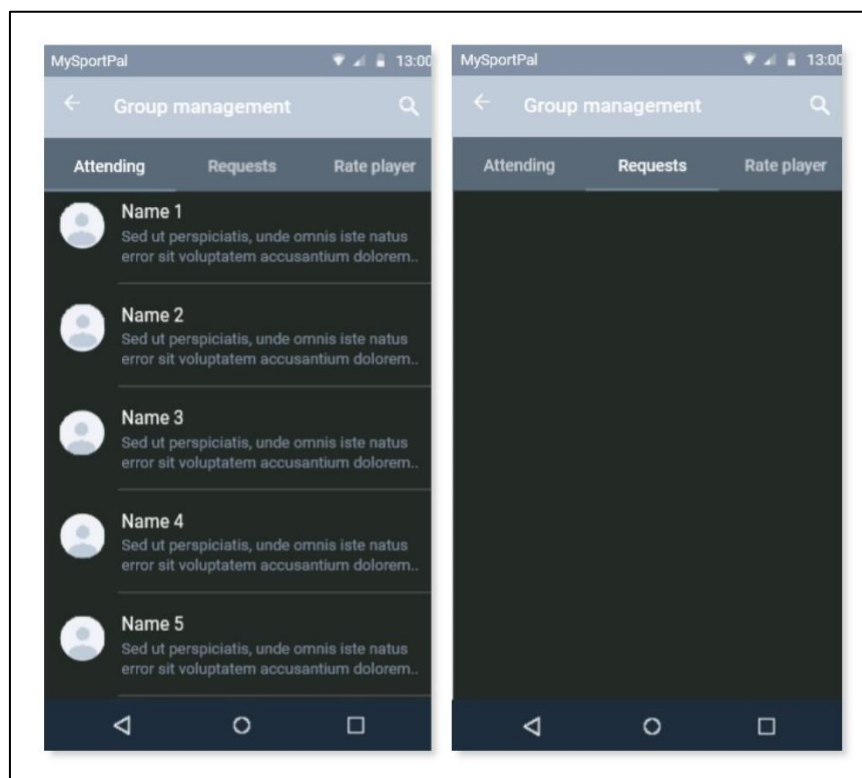 MySportPal 13:00
Group management
Attending Requests Rate player
Name 1
Sed ut perspiciatis, unde omnis iste natus
error sit voluptatem accusantium dolorem..
Name 2
Sed ut perspiciatis, unde omnis iste natus
error sit voluptatem accusantium dolorem..
Name 3
Sed ut perspiciatis, unde omnis iste natus
error sit voluptatem accusantium dolorem..
Name 4
Sed ut perspiciatis, unde omnis iste natus
error sit voluptatem accusantium dolorem..
Name 5
Sed ut perspiciatis, unde omnis iste natus
error sit voluptatem accusantium dolorem..
MySportPal 13:00
Group management
Attending Requests Rate player